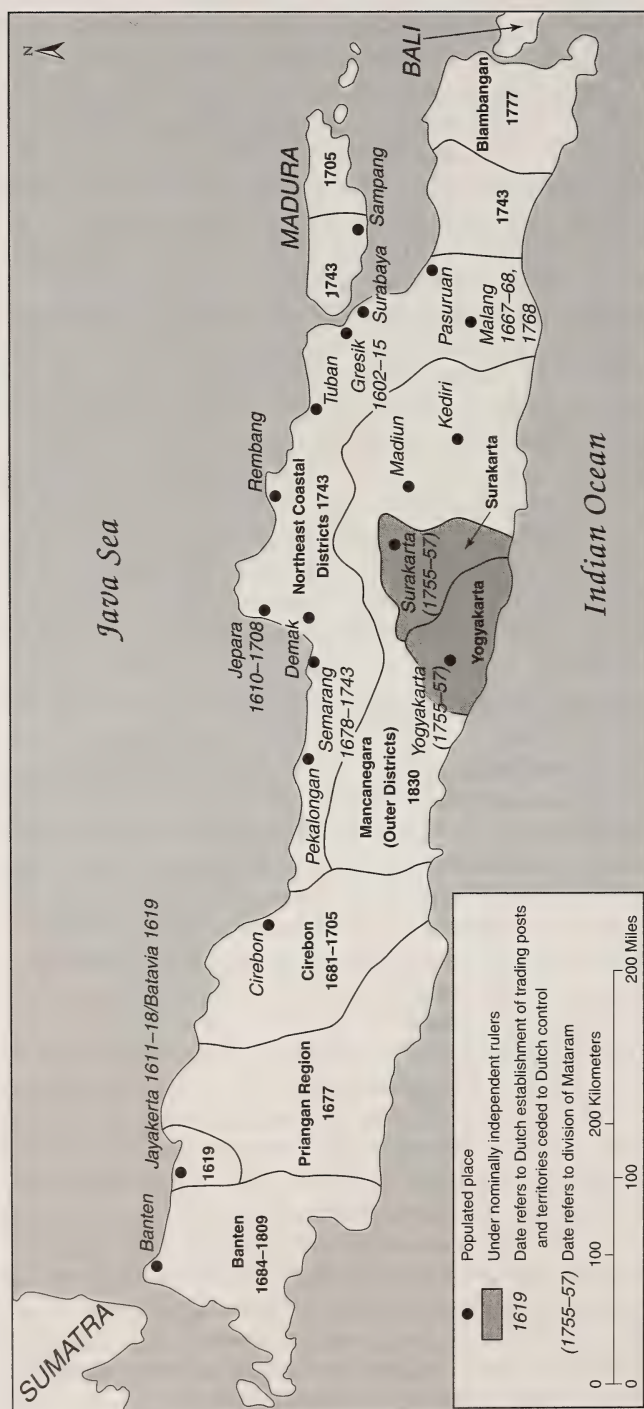 N
Java Sea
Indian Ocean
SUMATRA
MADURA
BALI
Banten
Jayakerta 1611–18/Batavia 1619
1619
Banten
1684–1809
Priangan Region
1677
Cirebon
Cirebon
1681–1705
Pekalongan
Semarang
1678–1743
Demak
Jepara
1610–1708
Rembang
Northeast Coastal
Districts 1743
Tuban
Gresik
1602–15
Surabaya
1743
1705
Sampang
Mancanegara
(Outer Districts)
1830
Yogyakarta
(1755–57)
Yogyakarta
Surakarta
(1755–57)
Surakarta
Madiun
Kediri
Pasuruan
Malang
1667–68,
1768
1743
Blambangan
1777
Populated place
Under nominally independent rulers
1619 Date refers to Dutch establishment of trading posts
and territories ceded to Dutch control
(1755–57) Date refers to division of Mataram
0 100 200 Kilometers
0 100 200 Miles